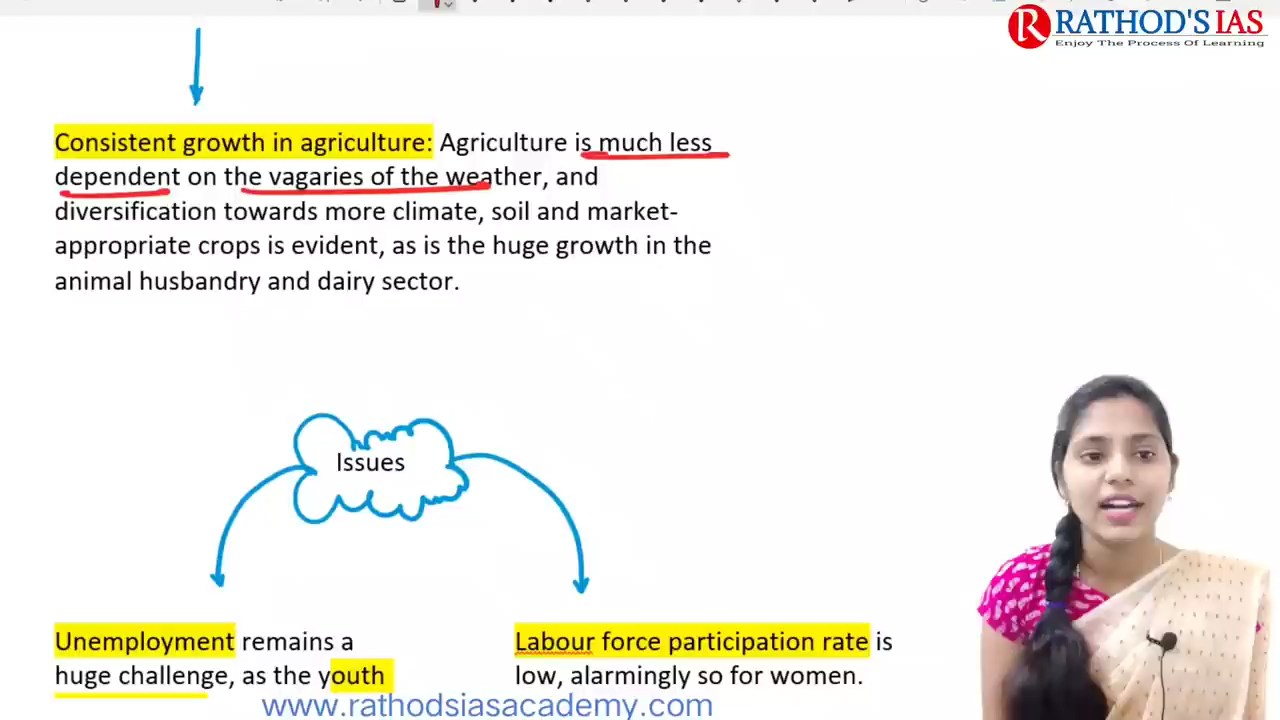 RATHOD'S IAS
Enjoy The Process Of Learning
Consistent growth in agriculture: Agriculture is much less
dependent on the vagaries of the weather, and
diversification towards more climate, soil and market-
appropriate crops is evident, as is the huge growth in the
animal husbandry and dairy sector.
Issues
Unemployment remains a
huge challenge, as the youth
Labour force participation rate is
low, alarmingly so for women.
www.rathodsiasacademy.com